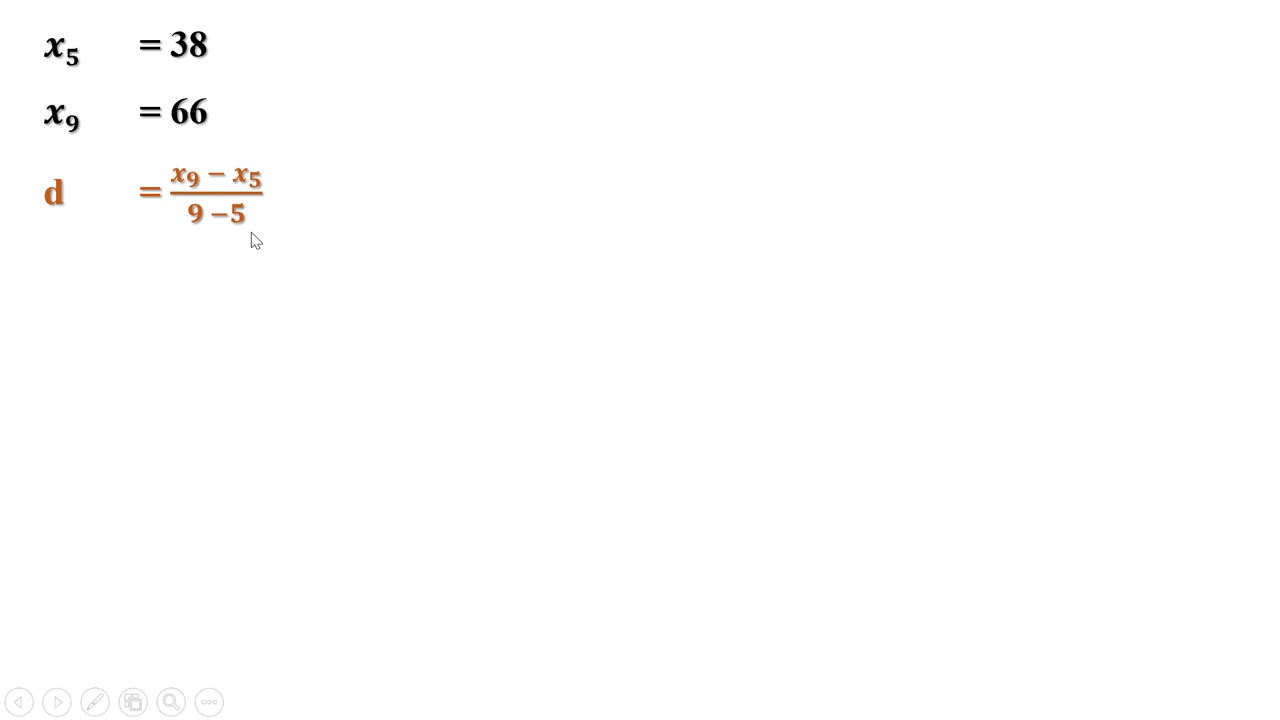 x₅ = 38
x₉ = 66
d = (x₉ − x₅)/(9 − 5)